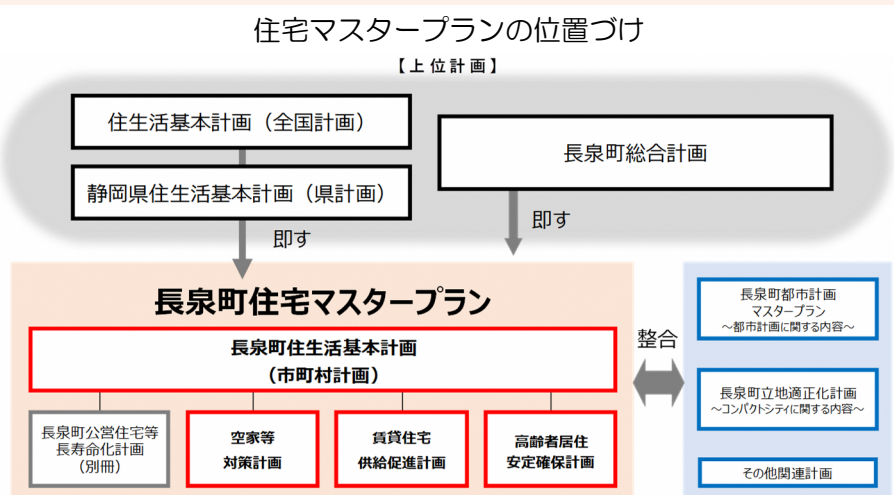 住宅マスタープランの位置づけ
【上位計画】
住生活基本計画（全国計画）
静岡県住生活基本計画（県計画）
長泉町総合計画
即す
即す
長泉町住宅マスタープラン
長泉町住生活基本計画
（市町村計画）
長泉町公営住宅等
長寿命化計画
（別冊）
空家等
対策計画
賃貸住宅
供給促進計画
高齢者居住
安定確保計画
整合
長泉町都市計画
マスタープラン
～都市計画に関する内容～
長泉町立地適正化計画
～コンパクトシティに関する内容～
その他関連計画